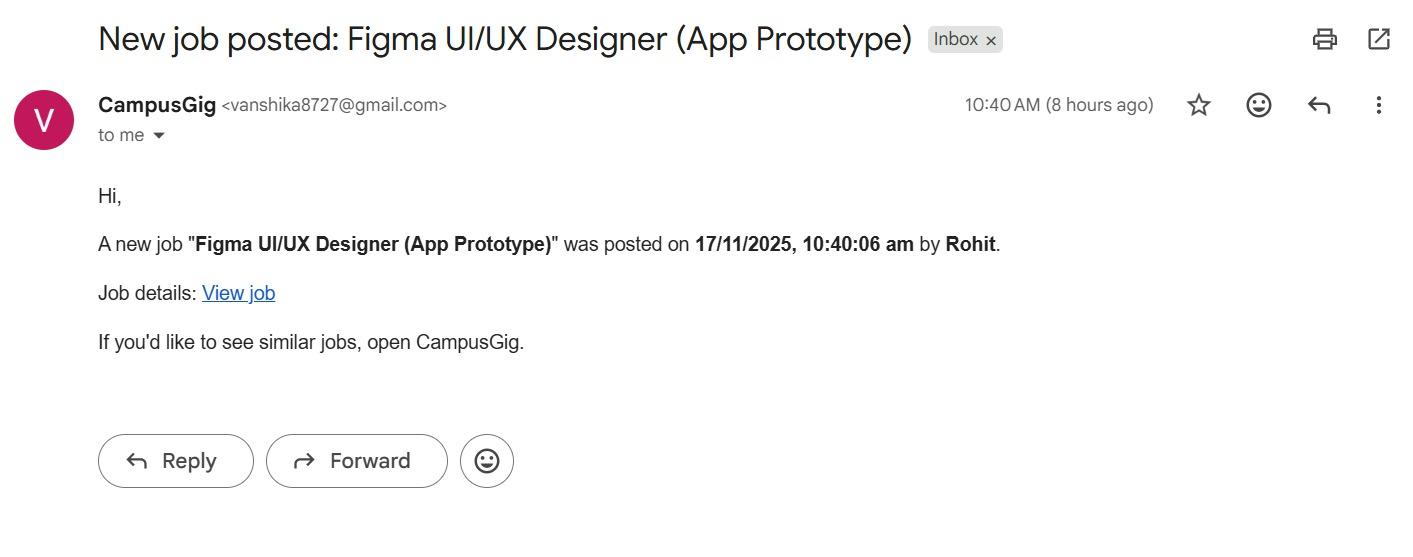 New job posted: Figma UI/UX Designer (App Prototype) Inbox ×
V
CampusGig <vanshika8727@gmail.com> 10:40 AM (8 hours ago)
to me
Hi,
A new job "Figma UI/UX Designer (App Prototype)" was posted on 17/11/2025, 10:40:06 am by Rohit.
Job details: View job
If you'd like to see similar jobs, open CampusGig.
Reply Forward